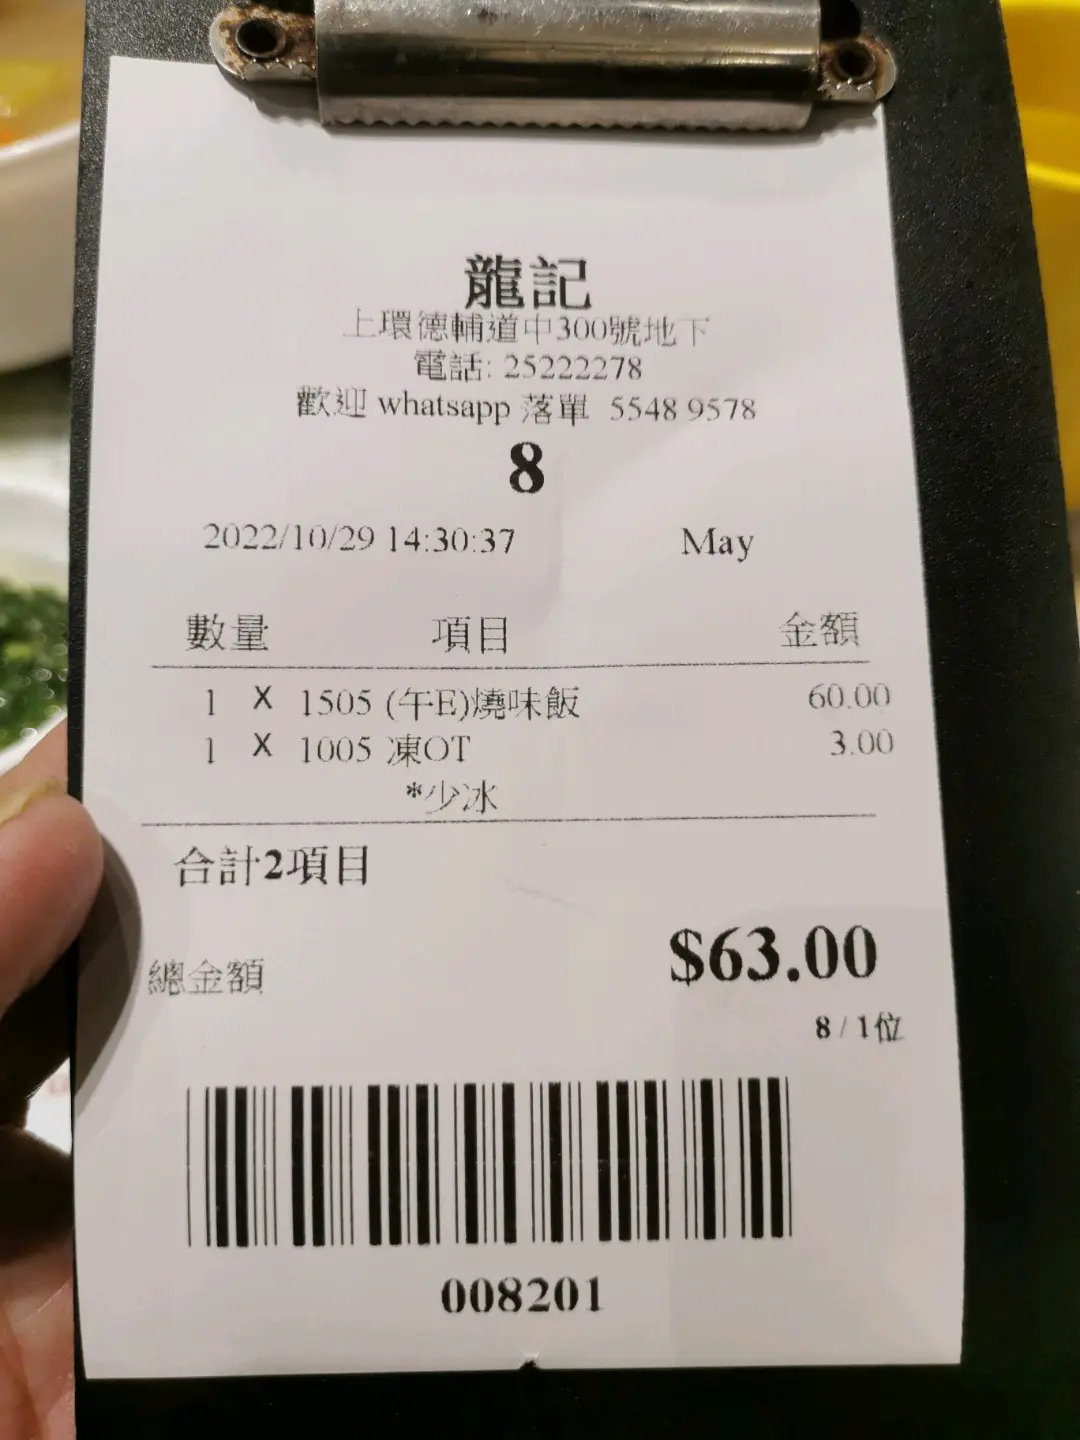 龍記
上環德輔道中300號地下
電話: 25222278
歡迎 whatsapp 落單 5548 9578
8
2022/10/29 14:30:37 May
數量 項目 金額
1 X 1505 (午E)燒味飯 60.00
1 X 1005 凍OT 3.00
*少冰
合計2項目
總金額 $63.00
8 / 1位
008201